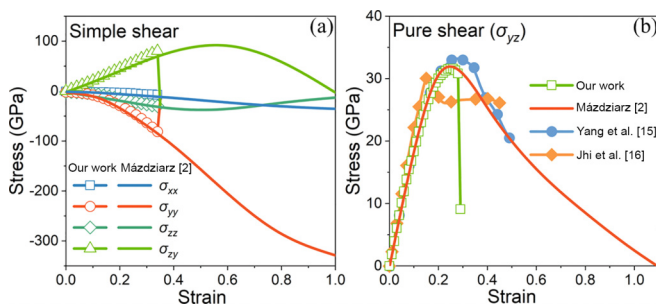 Simple shear (a)
100
0
-100
-200
-300
Stress (GPa)
Our work Mázdziarz [2]
σxx
σyy
σzz
σzy
0.0 0.2 0.4 0.6 0.8 1.0
Strain
Pure shear (σyz) (b)
40
30
20
10
0
Stress (GPa)
Our work
Mázdziarz [2]
Yang et al. [15]
Jhi et al. [16]
0.0 0.2 0.4 0.6 0.8 1.0
Strain